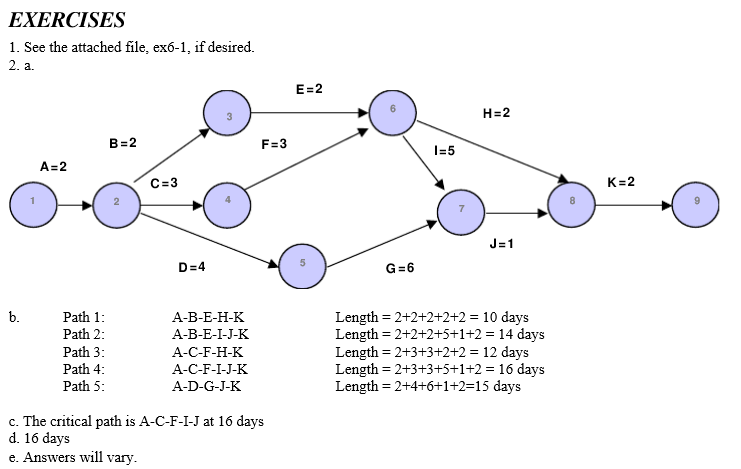 EXERCISES
1. See the attached file, ex6-1, if desired.
2. a.
E=2
3
6
H=2
B=2
F=3
I=5
A=2
C=3
K=2
1
2
4
7
8
9
J=1
D=4
5
G=6
b. Path 1: A-B-E-H-K Length = 2+2+2+2+2 = 10 days
Path 2: A-B-E-I-J-K Length = 2+2+2+5+1+2 = 14 days
Path 3: A-C-F-H-K Length = 2+3+3+2+2 = 12 days
Path 4: A-C-F-I-J-K Length = 2+3+3+5+1+2 = 16 days
Path 5: A-D-G-J-K Length = 2+4+6+1+2=15 days
c. The critical path is A-C-F-I-J at 16 days
d. 16 days
e. Answers will vary.